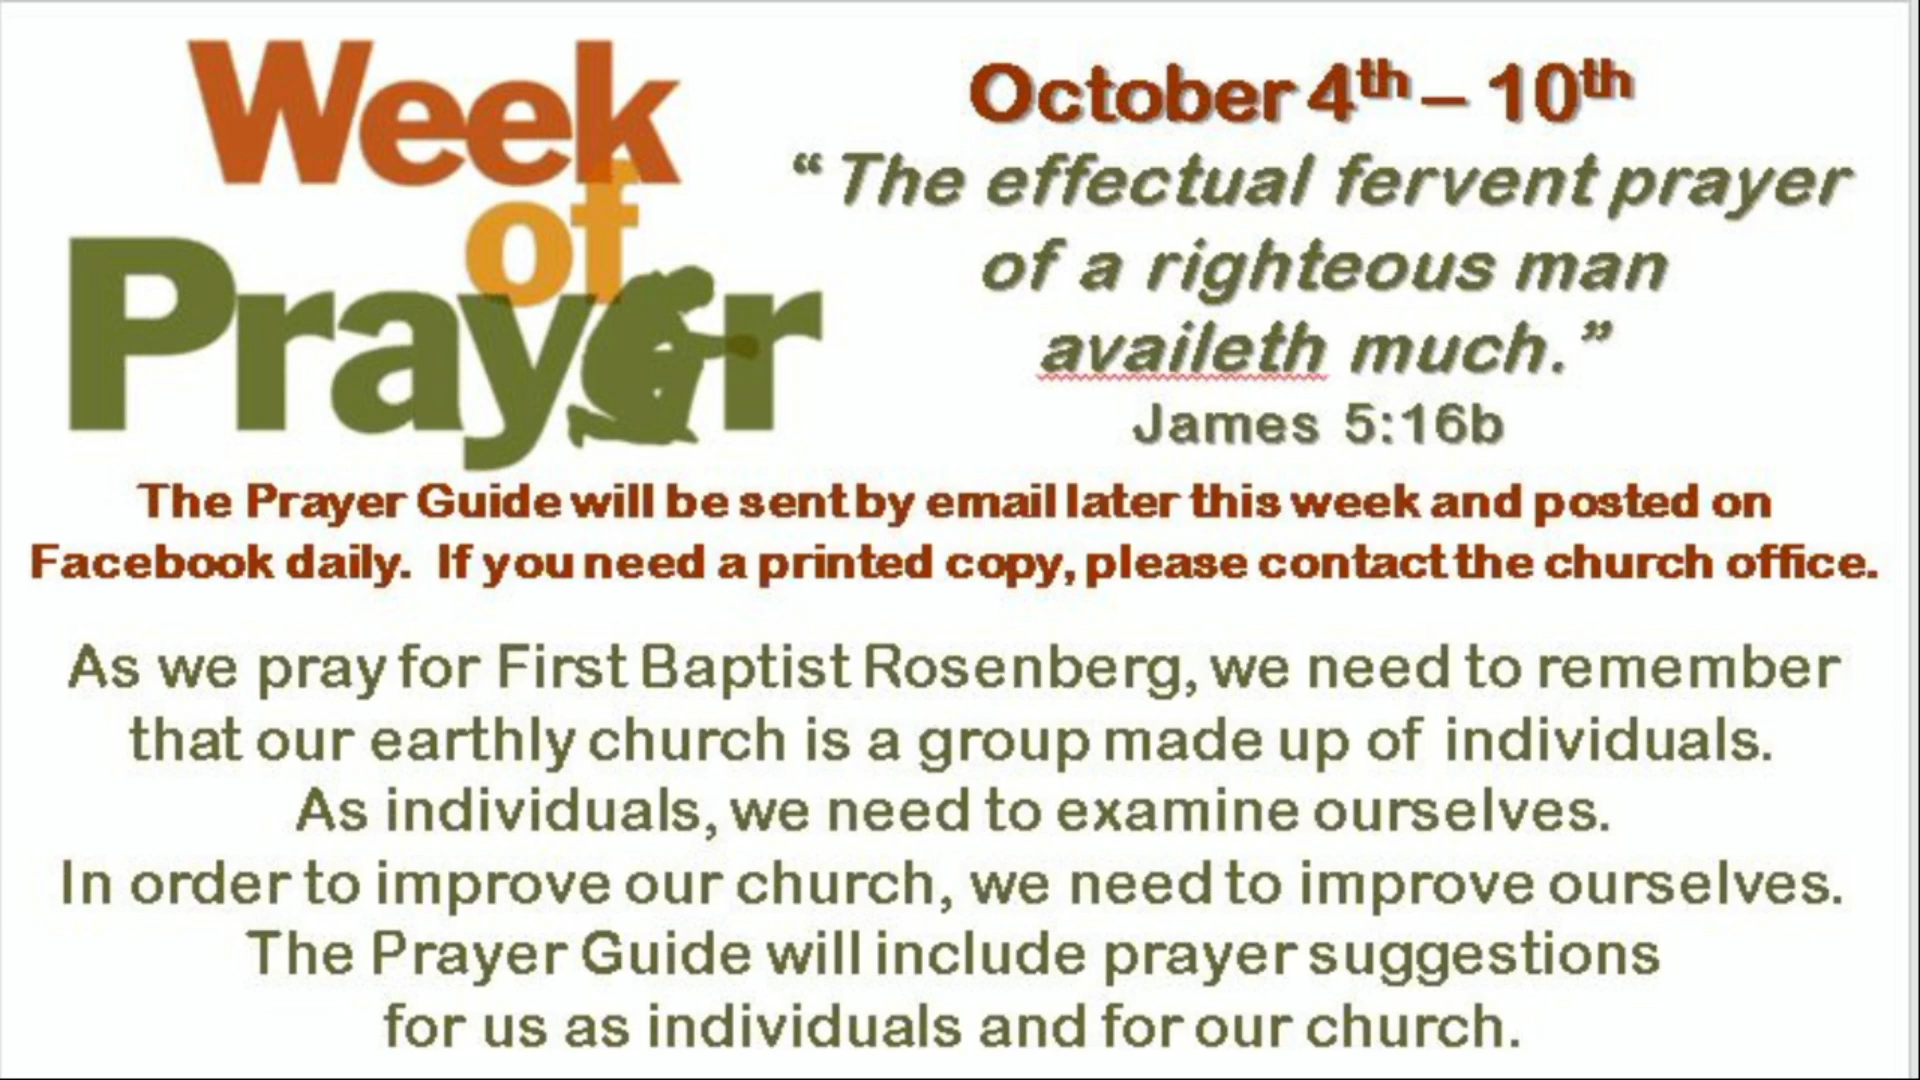 Week
of
Prayer
October 4th – 10th
“ The effectual fervent prayer
of a righteous man
availeth much.”
James 5:16b
The Prayer Guide will be sent by email later this week and posted on
Facebook daily. If you need a printed copy, please contact the church office.
As we pray for First Baptist Rosenberg, we need to remember
that our earthly church is a group made up of individuals.
As individuals, we need to examine ourselves.
In order to improve our church, we need to improve ourselves.
The Prayer Guide will include prayer suggestions
for us as individuals and for our church.